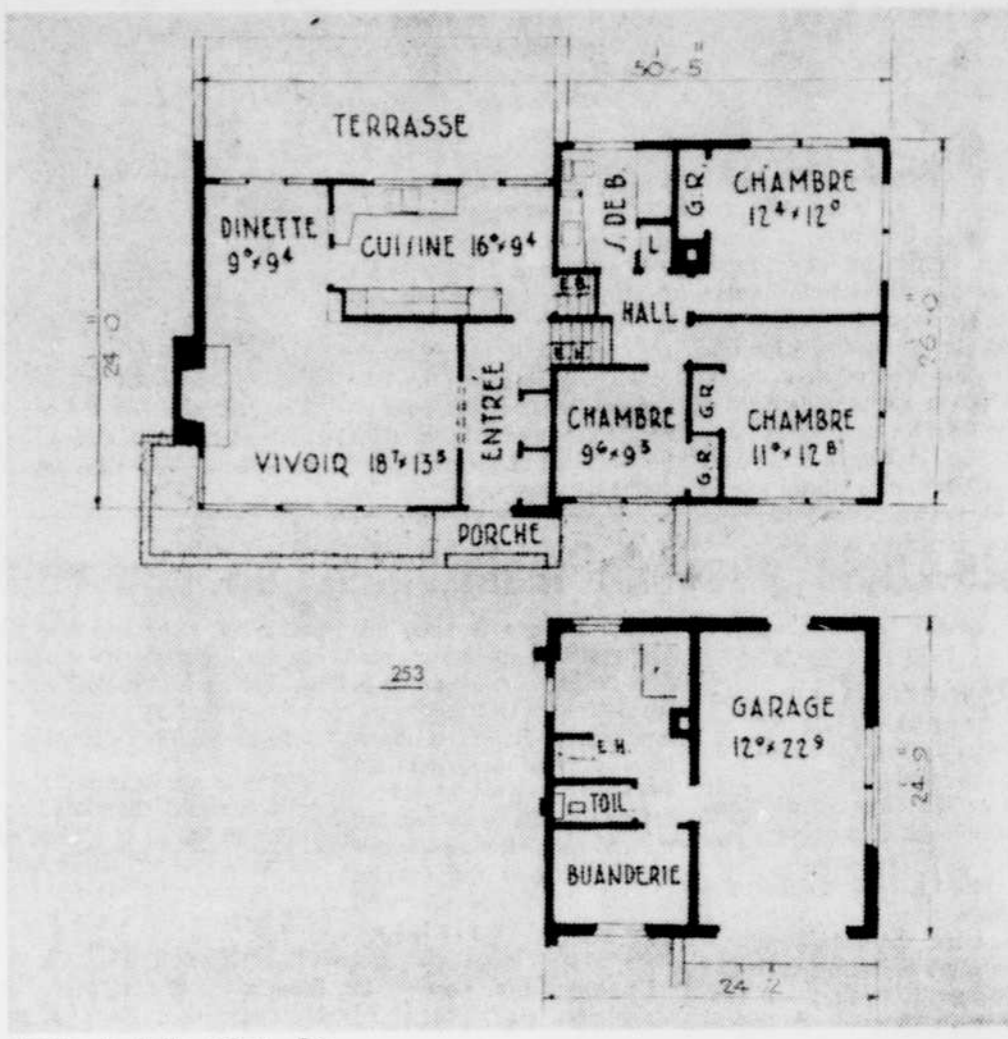 50'-5"
TERRASSE
DINETTE
9⁰×9⁴
CUISINE 16⁰×9⁴
S. DE B.
L
G.R.
CHAMBRE
12⁴×12⁰
24'-0"
26'-0"
E.B.
HALL
E.H.
ENTRÉE
VIVOIR 18⁷×13⁵
CHAMBRE
9⁶×9³
G.R.
G.R.
CHAMBRE
11⁰×12⁸
PORCHE
253
GARAGE
12⁰×22⁹
E.H.
TOIL.
BUANDERIE
24'-9"
24'-2"